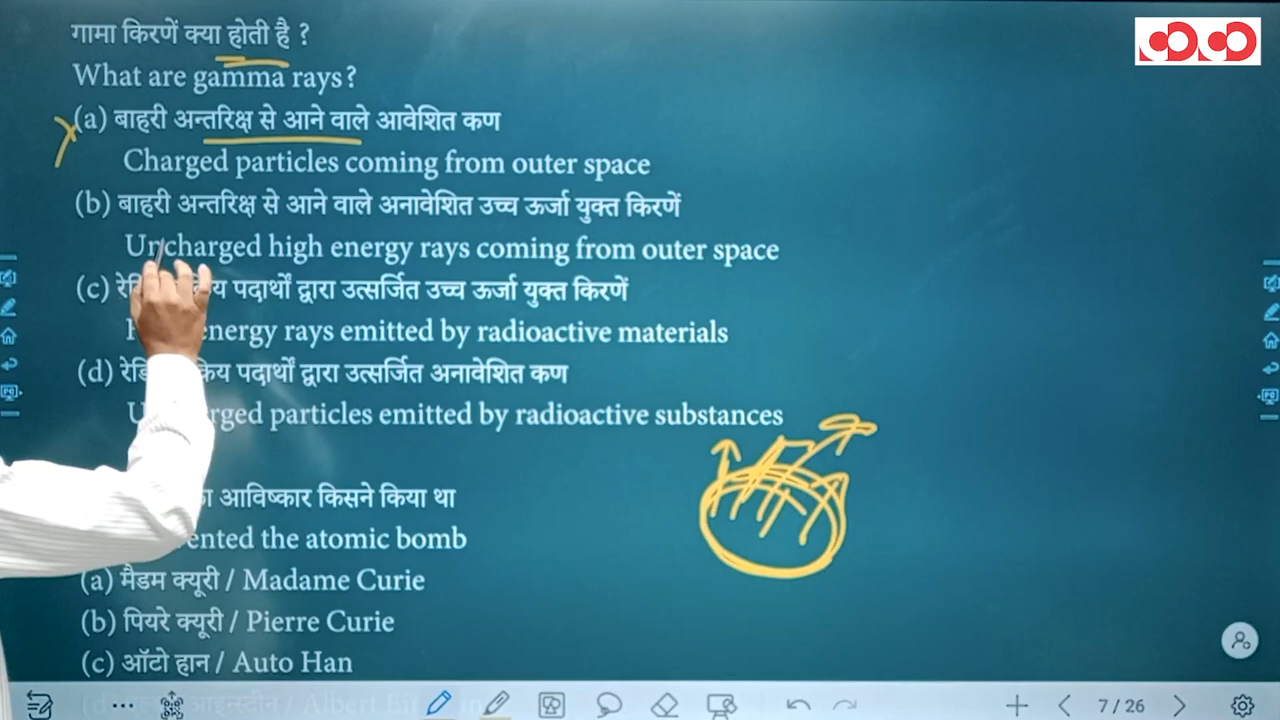 गामा किरणें क्या होती है ?
What are gamma rays?
(a) बाहरी अन्तरिक्ष से आने वाले आवेशित कण
Charged particles coming from outer space
(b) बाहरी अन्तरिक्ष से आने वाले अनावेशित उच्च ऊर्जा युक्त किरणें
Uncharged high energy rays coming from outer space
(c) पदार्थों द्वारा उत्सर्जित उच्च ऊर्जा युक्त किरणें
energy rays emitted by radioactive materials
(d) पदार्थों द्वारा उत्सर्जित अनावेशित कण
particles emitted by radioactive substances
आविष्कार किसने किया था
the atomic bomb
(a) मैडम क्यूरी / Madame Curie
(b) पियरे क्यूरी / Pierre Curie
(c) ऑटो हान / Auto Han
(d) / Albert
7 / 26